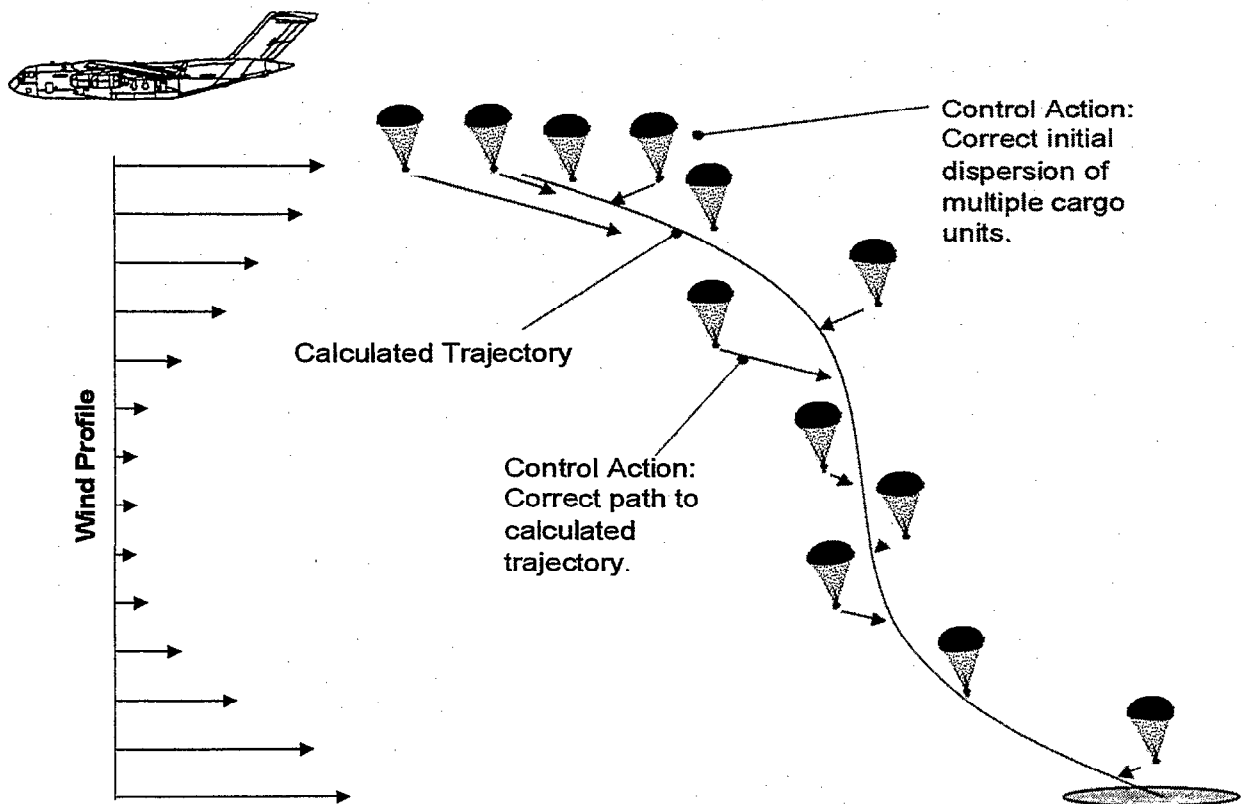 Control Action:
Correct initial
dispersion of
multiple cargo
units.
Calculated Trajectory
Wind Profile
Control Action:
Correct path to
calculated
trajectory.